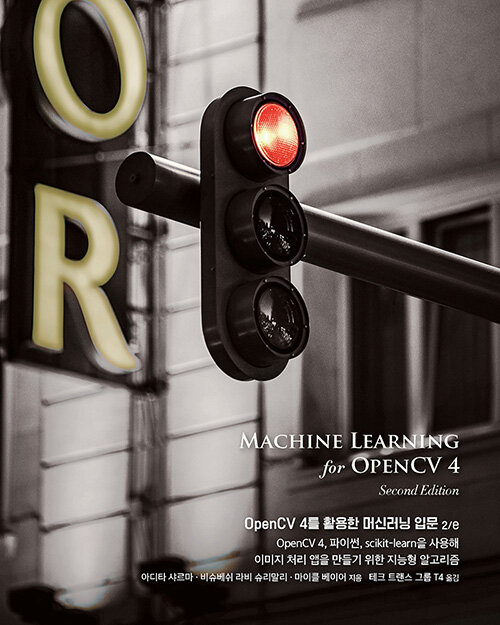 O
R
MACHINE LEARNING
for OPENCV 4
Second Edition
OpenCV 4를 활용한 머신러닝 입문 2/e
OpenCV 4, 파이썬, scikit-learn을 사용해
이미지 처리 앱을 만들기 위한 지능형 알고리즘
아디타 샤르마 · 비슈베쉬 라비 슈리말리 · 마이클 베이어 지음 테크 트랜스 그룹 T4 옮김